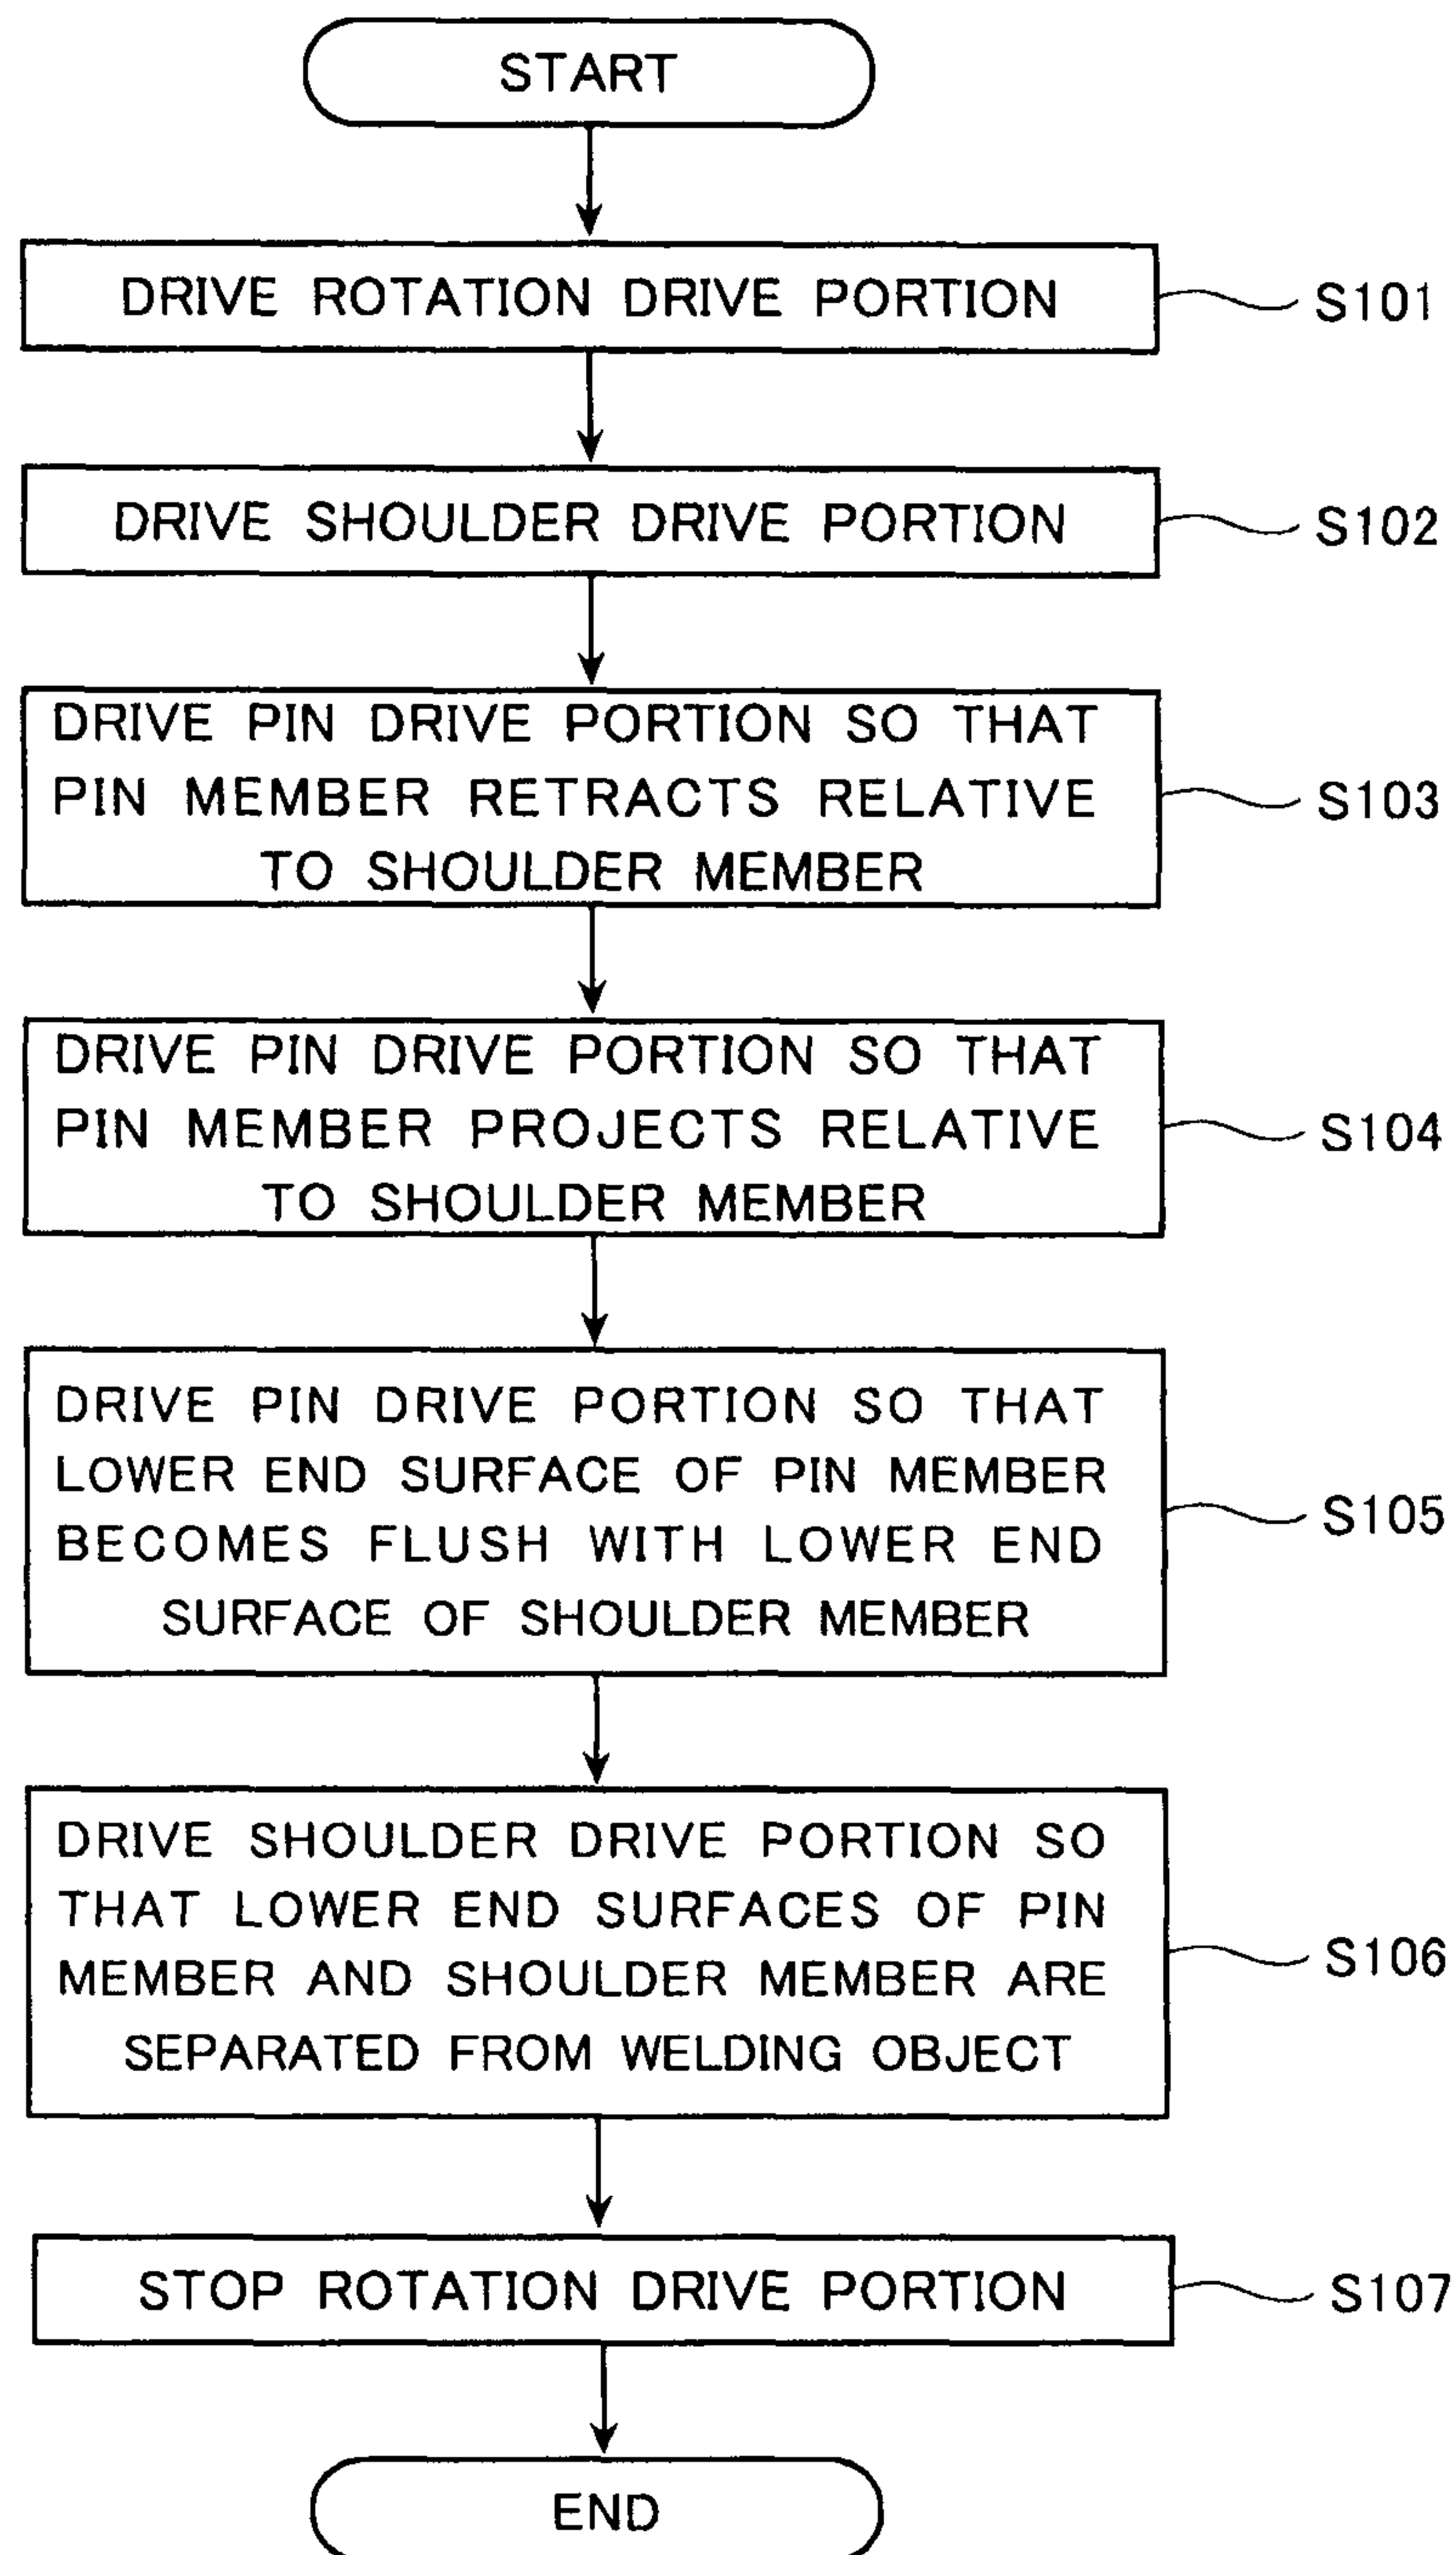 START
DRIVE ROTATION DRIVE PORTION
S101
DRIVE SHOULDER DRIVE PORTION
S102
DRIVE PIN DRIVE PORTION SO THAT
PIN MEMBER RETRACTS RELATIVE
TO SHOULDER MEMBER
S103
DRIVE PIN DRIVE PORTION SO THAT
PIN MEMBER PROJECTS RELATIVE
TO SHOULDER MEMBER
S104
DRIVE PIN DRIVE PORTION SO THAT
LOWER END SURFACE OF PIN MEMBER
BECOMES FLUSH WITH LOWER END
SURFACE OF SHOULDER MEMBER
S105
DRIVE SHOULDER DRIVE PORTION SO
THAT LOWER END SURFACES OF PIN
MEMBER AND SHOULDER MEMBER ARE
SEPARATED FROM WELDING OBJECT
S106
STOP ROTATION DRIVE PORTION
S107
END